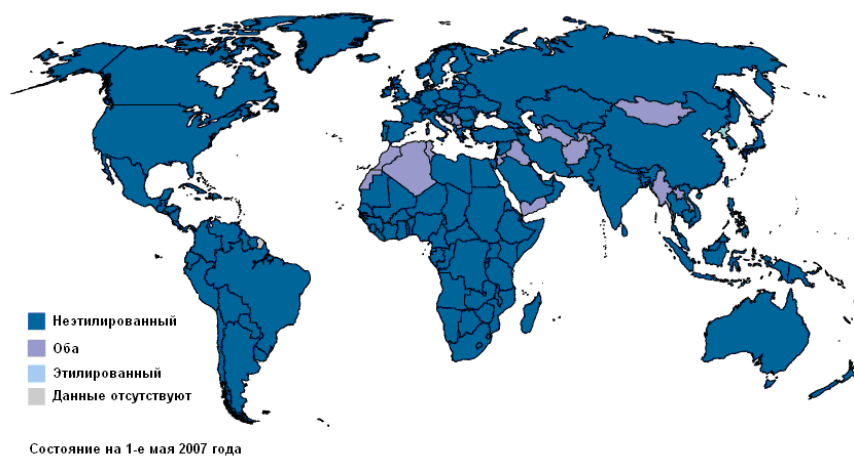 Неэтилированный
Оба
Этилированный
Данные отсутствуют
Состояние на 1-е мая 2007 года